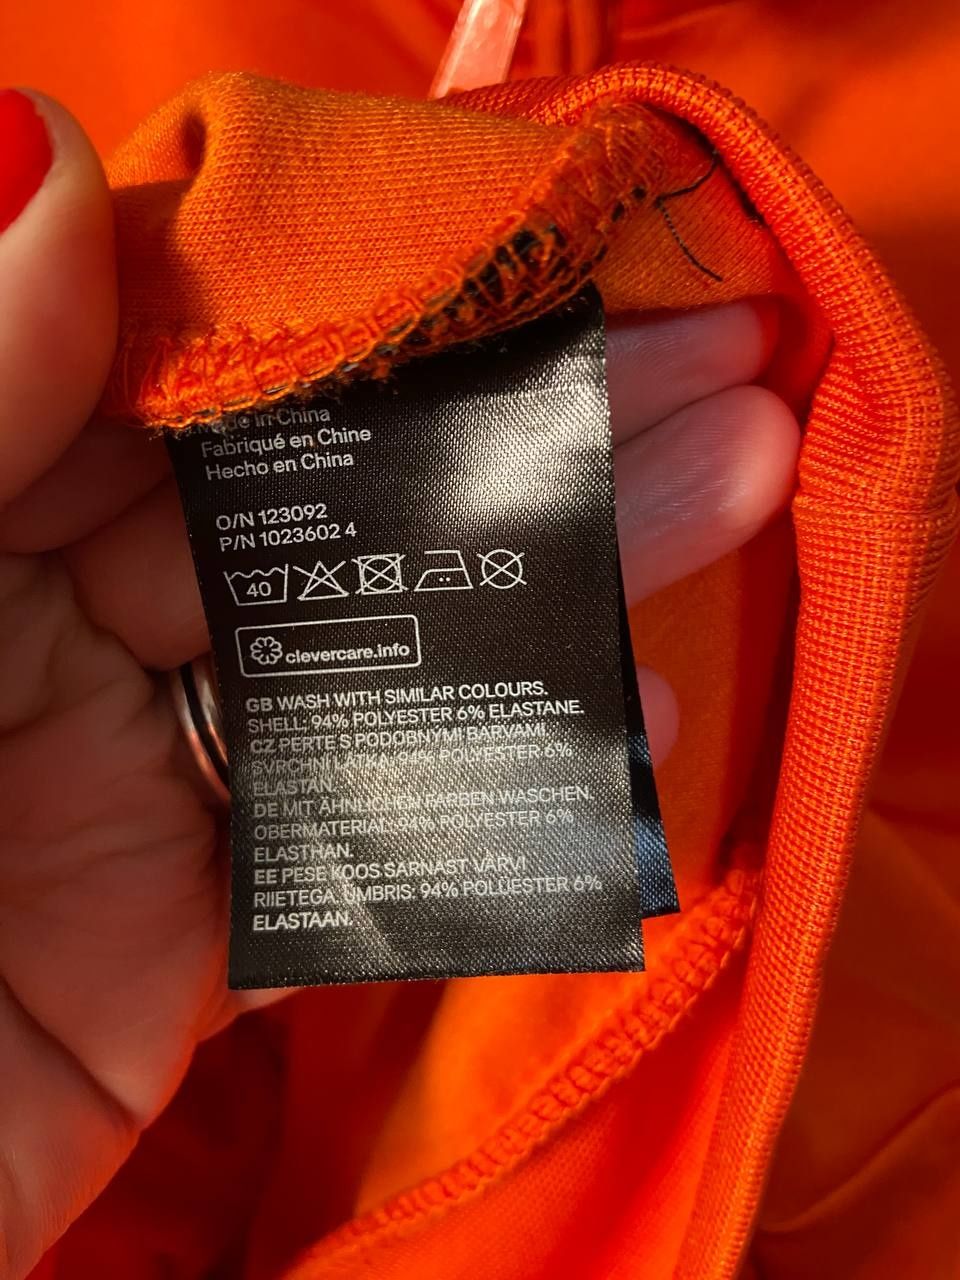 Made in China
Fabriqué en Chine
Hecho en China
O/N 123092
P/N 1023602 4
40
clevercare.info
GB WASH WITH SIMILAR COLOURS.
SHELL: 94% POLYESTER 6% ELASTANE.
CZ PERTE S PODOBNÝMI BARVAMI
SVRCHNÍ LÁTKA: 94% POLYESTER 6%
ELASTAN.
DE MIT ÄHNLICHEN FARBEN WASCHEN.
OBERMATERIAL: 94% POLYESTER 6%
ELASTHAN.
EE PESE KOOS SARNAST VÄRVI
RIIETEGA. ÜMBRIS: 94% POLÜESTER 6%
ELASTAAN.